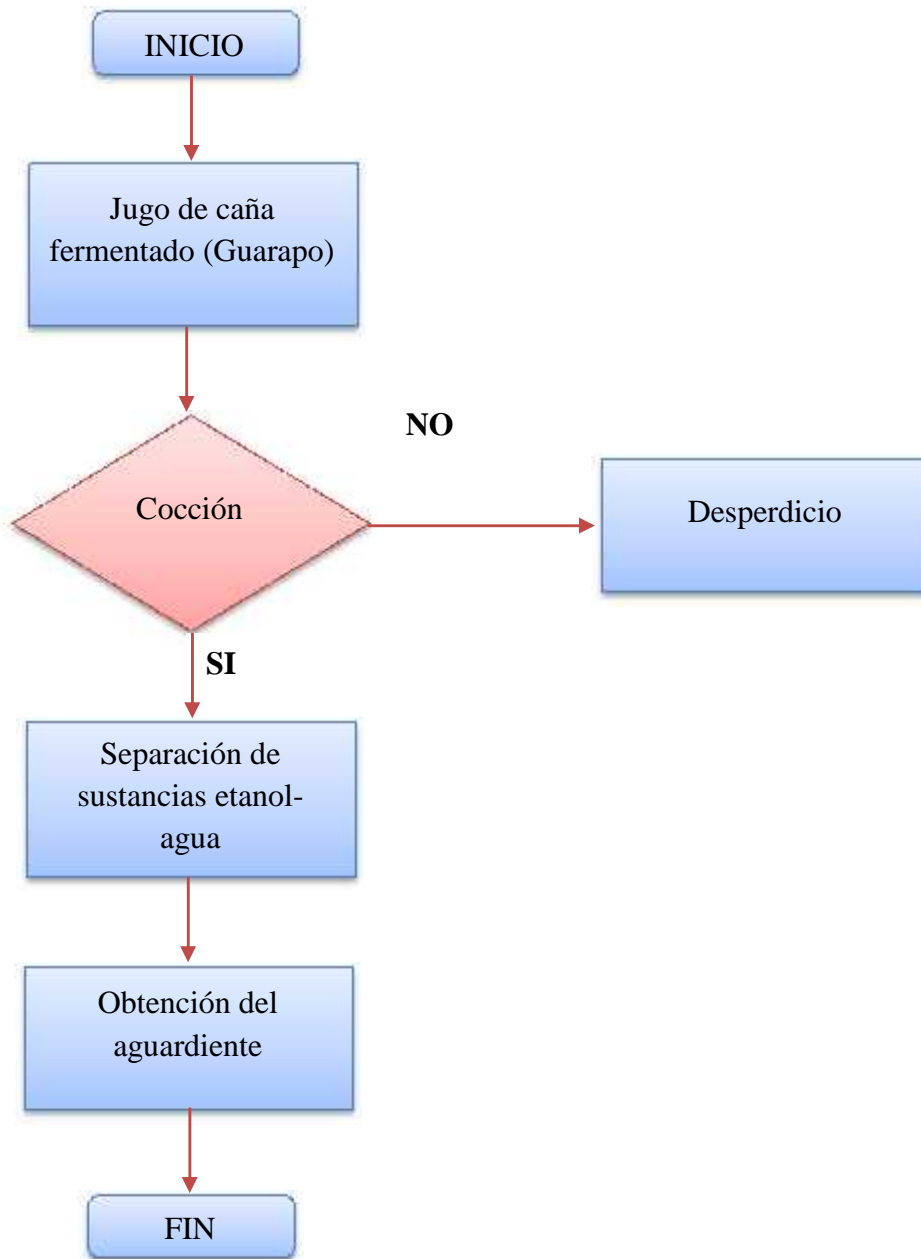 INICIO
Jugo de caña
fermentado (Guarapo)
NO
Cocción
Desperdicio
SI
Separación de
sustancias etanol-
agua
Obtención del
aguardiente
FIN